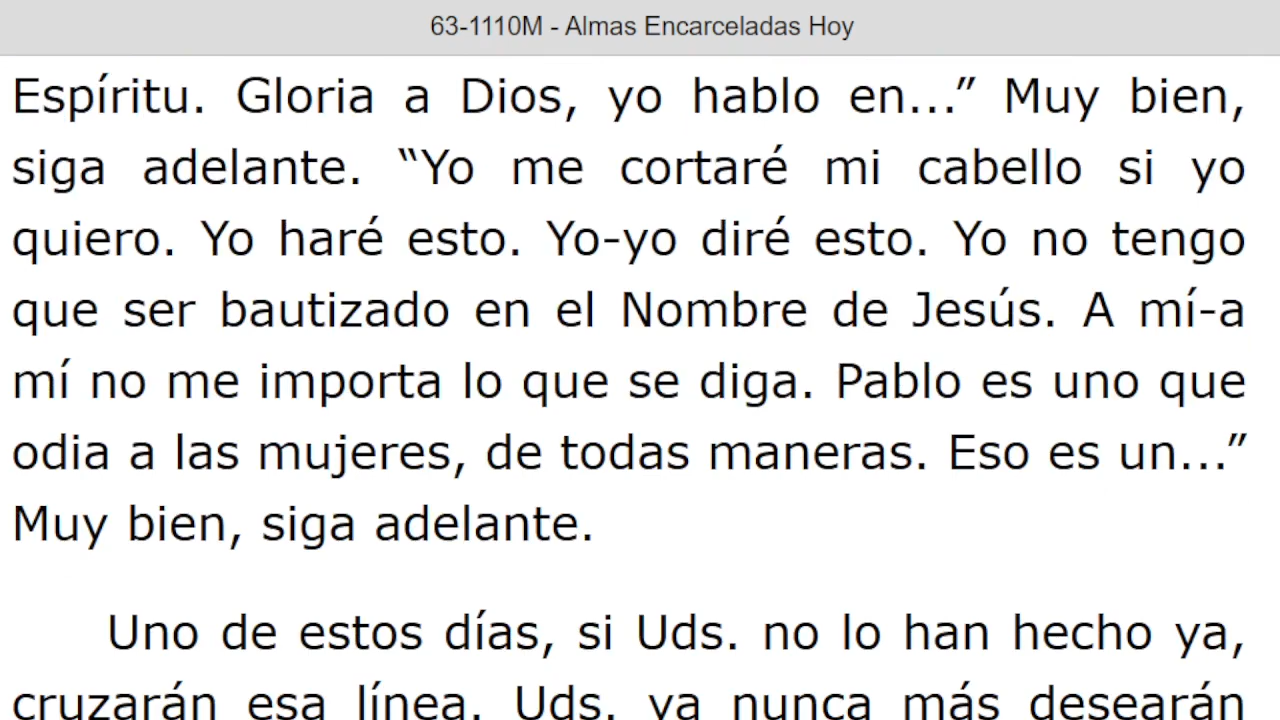 63-1110M - Almas Encarceladas Hoy
Espíritu. Gloria a Dios, yo hablo en...” Muy bien,
siga adelante. “Yo me cortaré mi cabello si yo
quiero. Yo haré esto. Yo-yo diré esto. Yo no tengo
que ser bautizado en el Nombre de Jesús. A mí-a
mí no me importa lo que se diga. Pablo es uno que
odia a las mujeres, de todas maneras. Eso es un...”
Muy bien, siga adelante.
Uno de estos días, si Uds. no lo han hecho ya,
cruzarán esa línea. Uds. ya nunca más desearán